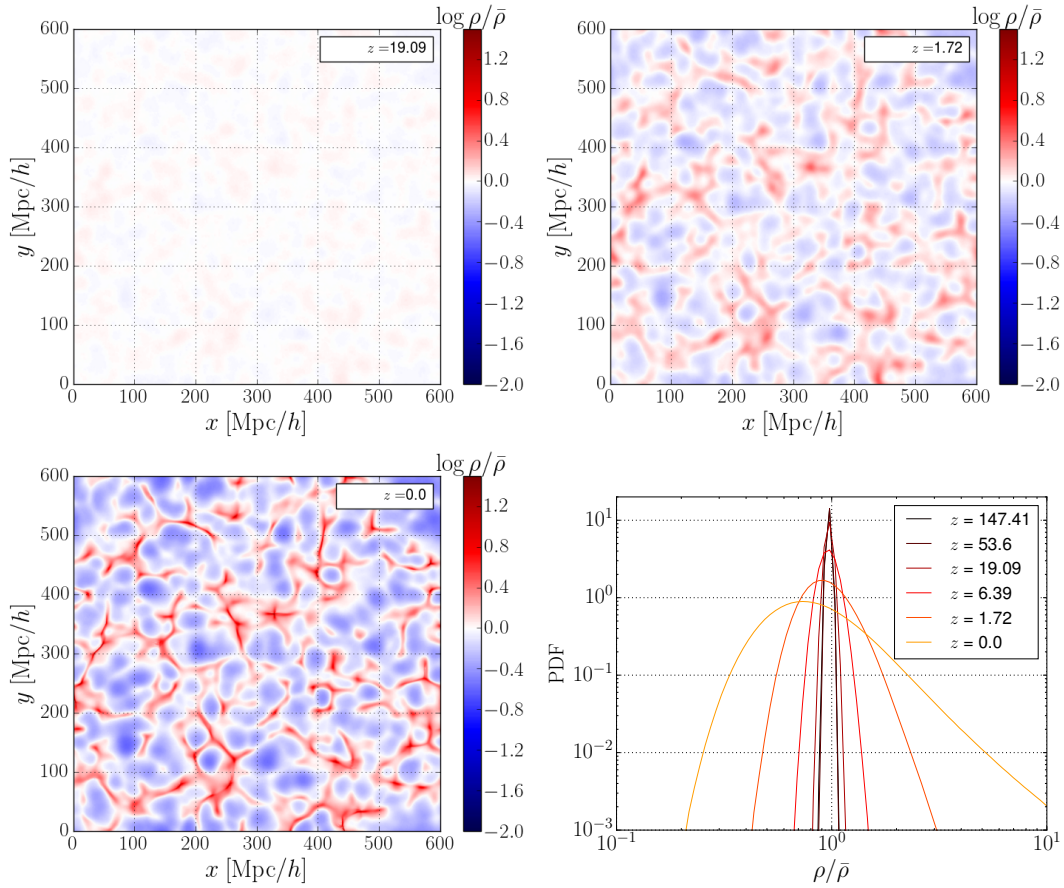 log ρ/ρ̄
z =19.09
600
500
400
300
200
100
0
y [Mpc/h]
0 100 200 300 400 500 600
x [Mpc/h]
1.2
0.8
0.4
0.0
−0.4
−0.8
−1.2
−1.6
−2.0
log ρ/ρ̄
z =1.72
600
500
400
300
200
100
0
y [Mpc/h]
0 100 200 300 400 500 600
x [Mpc/h]
1.2
0.8
0.4
0.0
−0.4
−0.8
−1.2
−1.6
−2.0
log ρ/ρ̄
z =0.0
600
500
400
300
200
100
0
y [Mpc/h]
0 100 200 300 400 500 600
x [Mpc/h]
1.2
0.8
0.4
0.0
−0.4
−0.8
−1.2
−1.6
−2.0
10¹
10⁰
10⁻¹
10⁻²
10⁻³
PDF
z = 147.41
z = 53.6
z = 19.09
z = 6.39
z = 1.72
z = 0.0
10⁻¹ 10⁰ 10¹
ρ/ρ̄